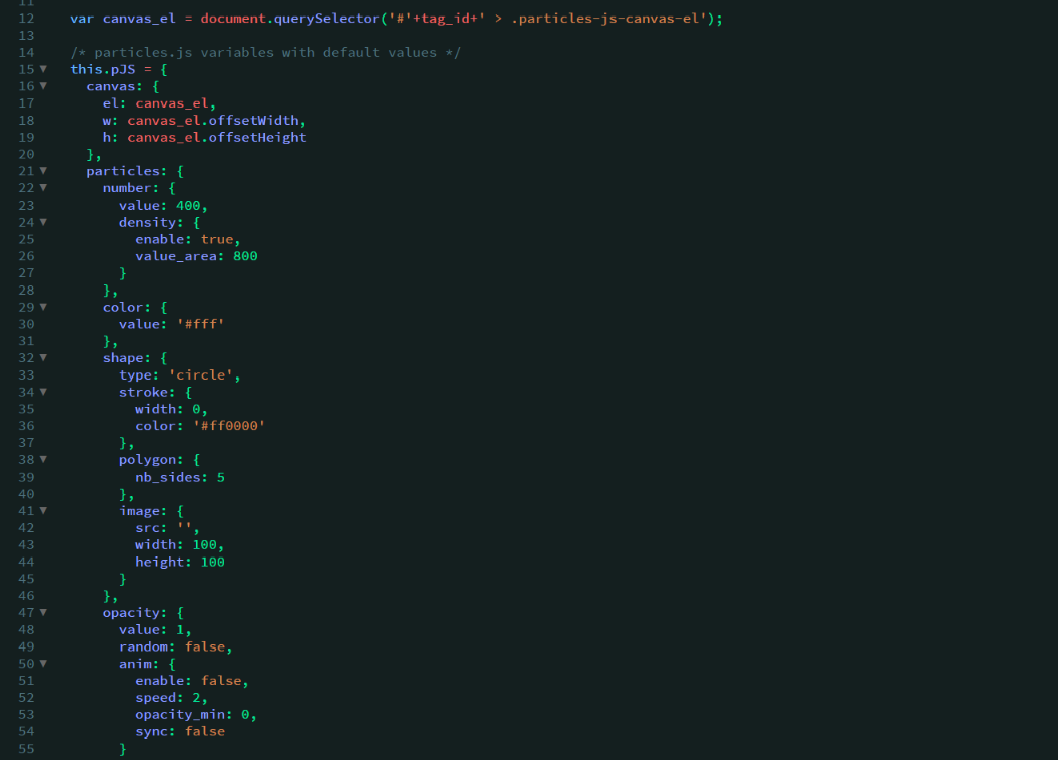 11
12 var canvas_el = document.querySelector('#'+tag_id+' > .particles-js-canvas-el');
13
14 /* particles.js variables with default values */
15 this.pJS = {
16 canvas: {
17 el: canvas_el,
18 w: canvas_el.offsetWidth,
19 h: canvas_el.offsetHeight
20 },
21 particles: {
22 number: {
23 value: 400,
24 density: {
25 enable: true,
26 value_area: 800
27 }
28 },
29 color: {
30 value: '#fff'
31 },
32 shape: {
33 type: 'circle',
34 stroke: {
35 width: 0,
36 color: '#ff0000'
37 },
38 polygon: {
39 nb_sides: 5
40 },
41 image: {
42 src: '',
43 width: 100,
44 height: 100
45 }
46 },
47 opacity: {
48 value: 1,
49 random: false,
50 anim: {
51 enable: false,
52 speed: 2,
53 opacity_min: 0,
54 sync: false
55 }